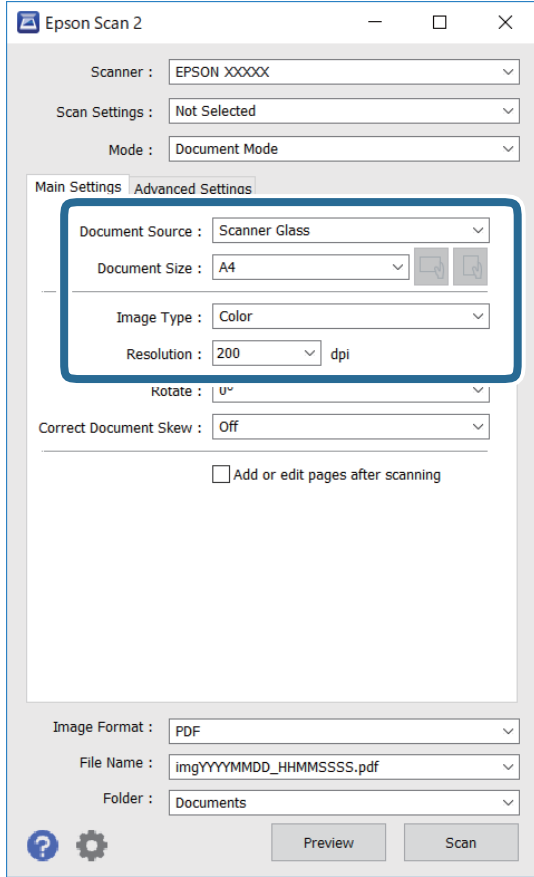 Epson Scan 2
Scanner : EPSON XXXXX
Scan Settings : Not Selected
Mode : Document Mode
Main Settings Advanced Settings
Document Source : Scanner Glass
Document Size : A4
Image Type : Color
Resolution : 200 dpi
Rotate : 0°
Correct Document Skew : Off
Add or edit pages after scanning
Image Format : PDF
File Name : imgYYYYMMDD_HHMMSSSS.pdf
Folder : Documents
? Preview Scan